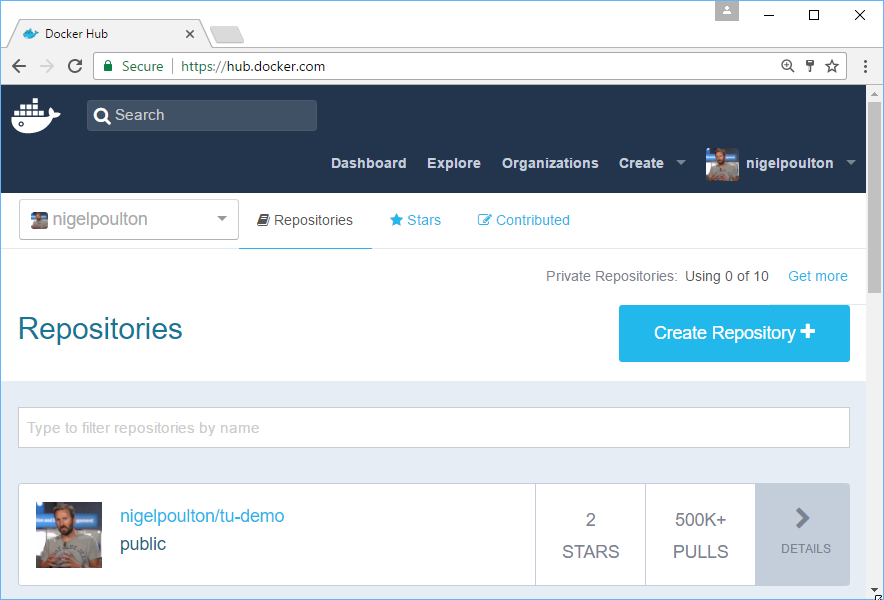 Docker Hub
Secure https://hub.docker.com
Search
Dashboard Explore Organizations Create nigelpoulton
nigelpoulton Repositories Stars Contributed
Private Repositories: Using 0 of 10 Get more
Repositories
Create Repository
Type to filter repositories by name
nigelpoulton/tu-demo
public
2
STARS
500K+
PULLS
DETAILS